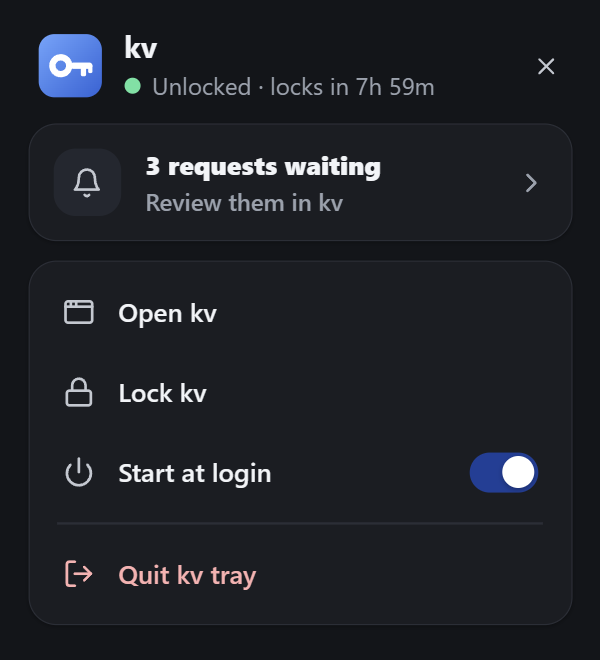 kv
Unlocked · locks in 7h 59m
3 requests waiting
Review them in kv
Open kv
Lock kv
Start at login
Quit kv tray